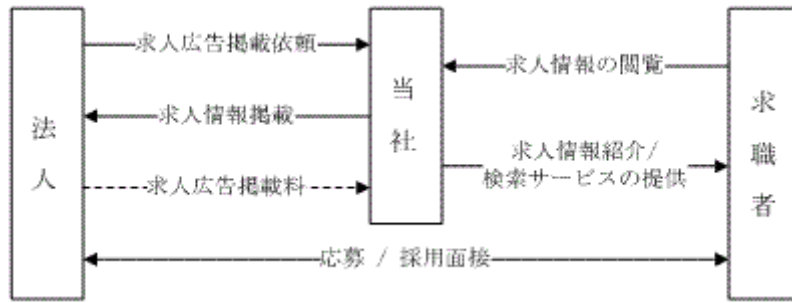 法人
当社
求職者
求人広告掲載依頼
求人情報の閲覧
求人情報掲載
求人情報紹介/
検索サービスの提供
求人広告掲載料
応募 / 採用面接